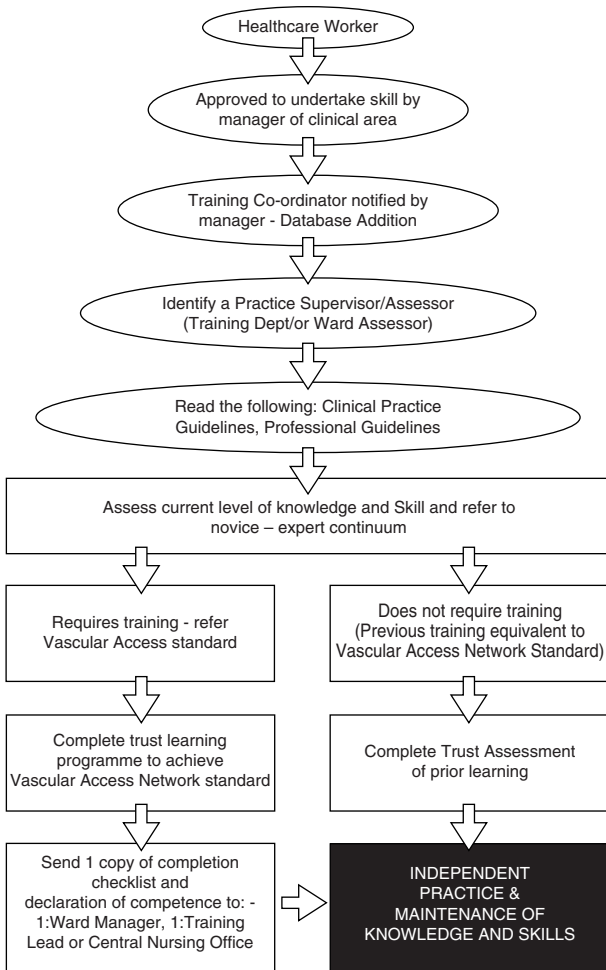 Healthcare Worker
Approved to undertake skill by
manager of clinical area
Training Co-ordinator notified by
manager - Database Addition
Identify a Practice Supervisor/Assessor
(Training Dept/or Ward Assessor)
Read the following: Clinical Practice
Guidelines, Professional Guidelines
Assess current level of knowledge and Skill and refer to
novice – expert continuum
Requires training - refer
Vascular Access standard
Does not require training
(Previous training equivalent to
Vascular Access Network Standard)
Complete trust learning
programme to achieve
Vascular Access Network standard
Complete Trust Assessment
of prior learning
Send 1 copy of completion
checklist and
declaration of competence to: -
1:Ward Manager, 1:Training
Lead or Central Nursing Office
INDEPENDENT
PRACTICE &
MAINTENANCE OF
KNOWLEDGE AND SKILLS